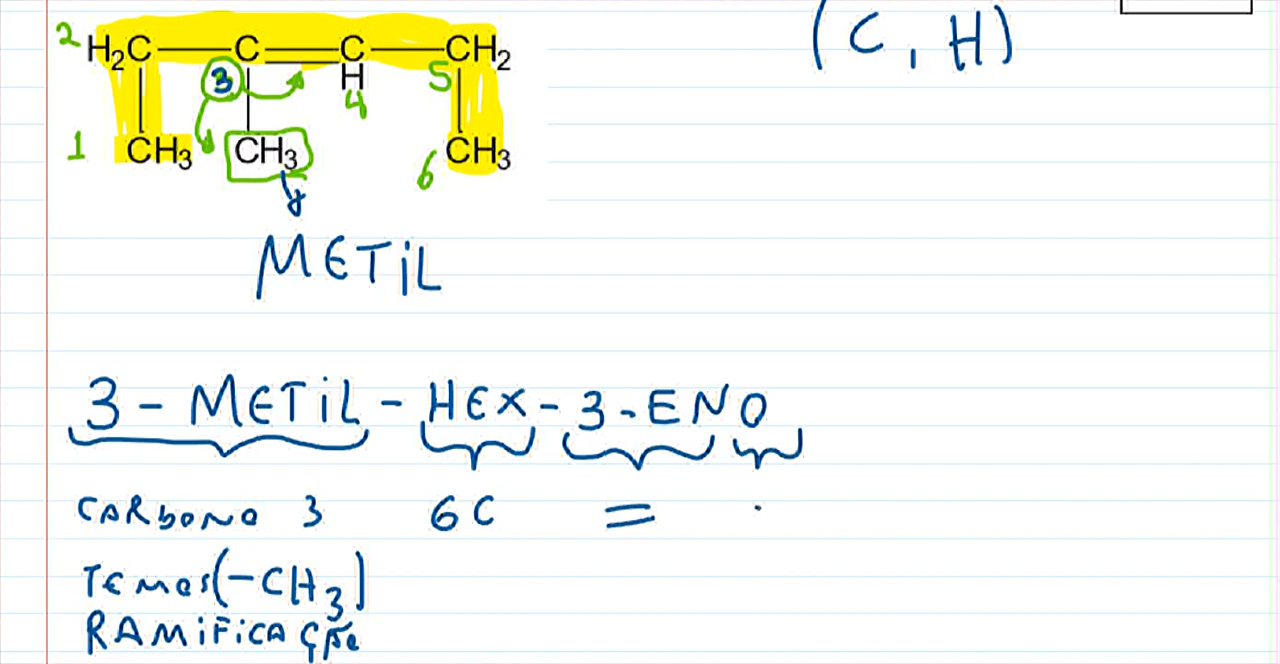 2 H₂C C C CH₂ (C, H)
3 H 5
4
1 CH₃ CH₃ 6 CH₃
METiL
3 - METiL - HEX - 3 - ENO
CARbONO 3 6C =
TEMOS (-CH₃)
RAMiFiCAÇÃO